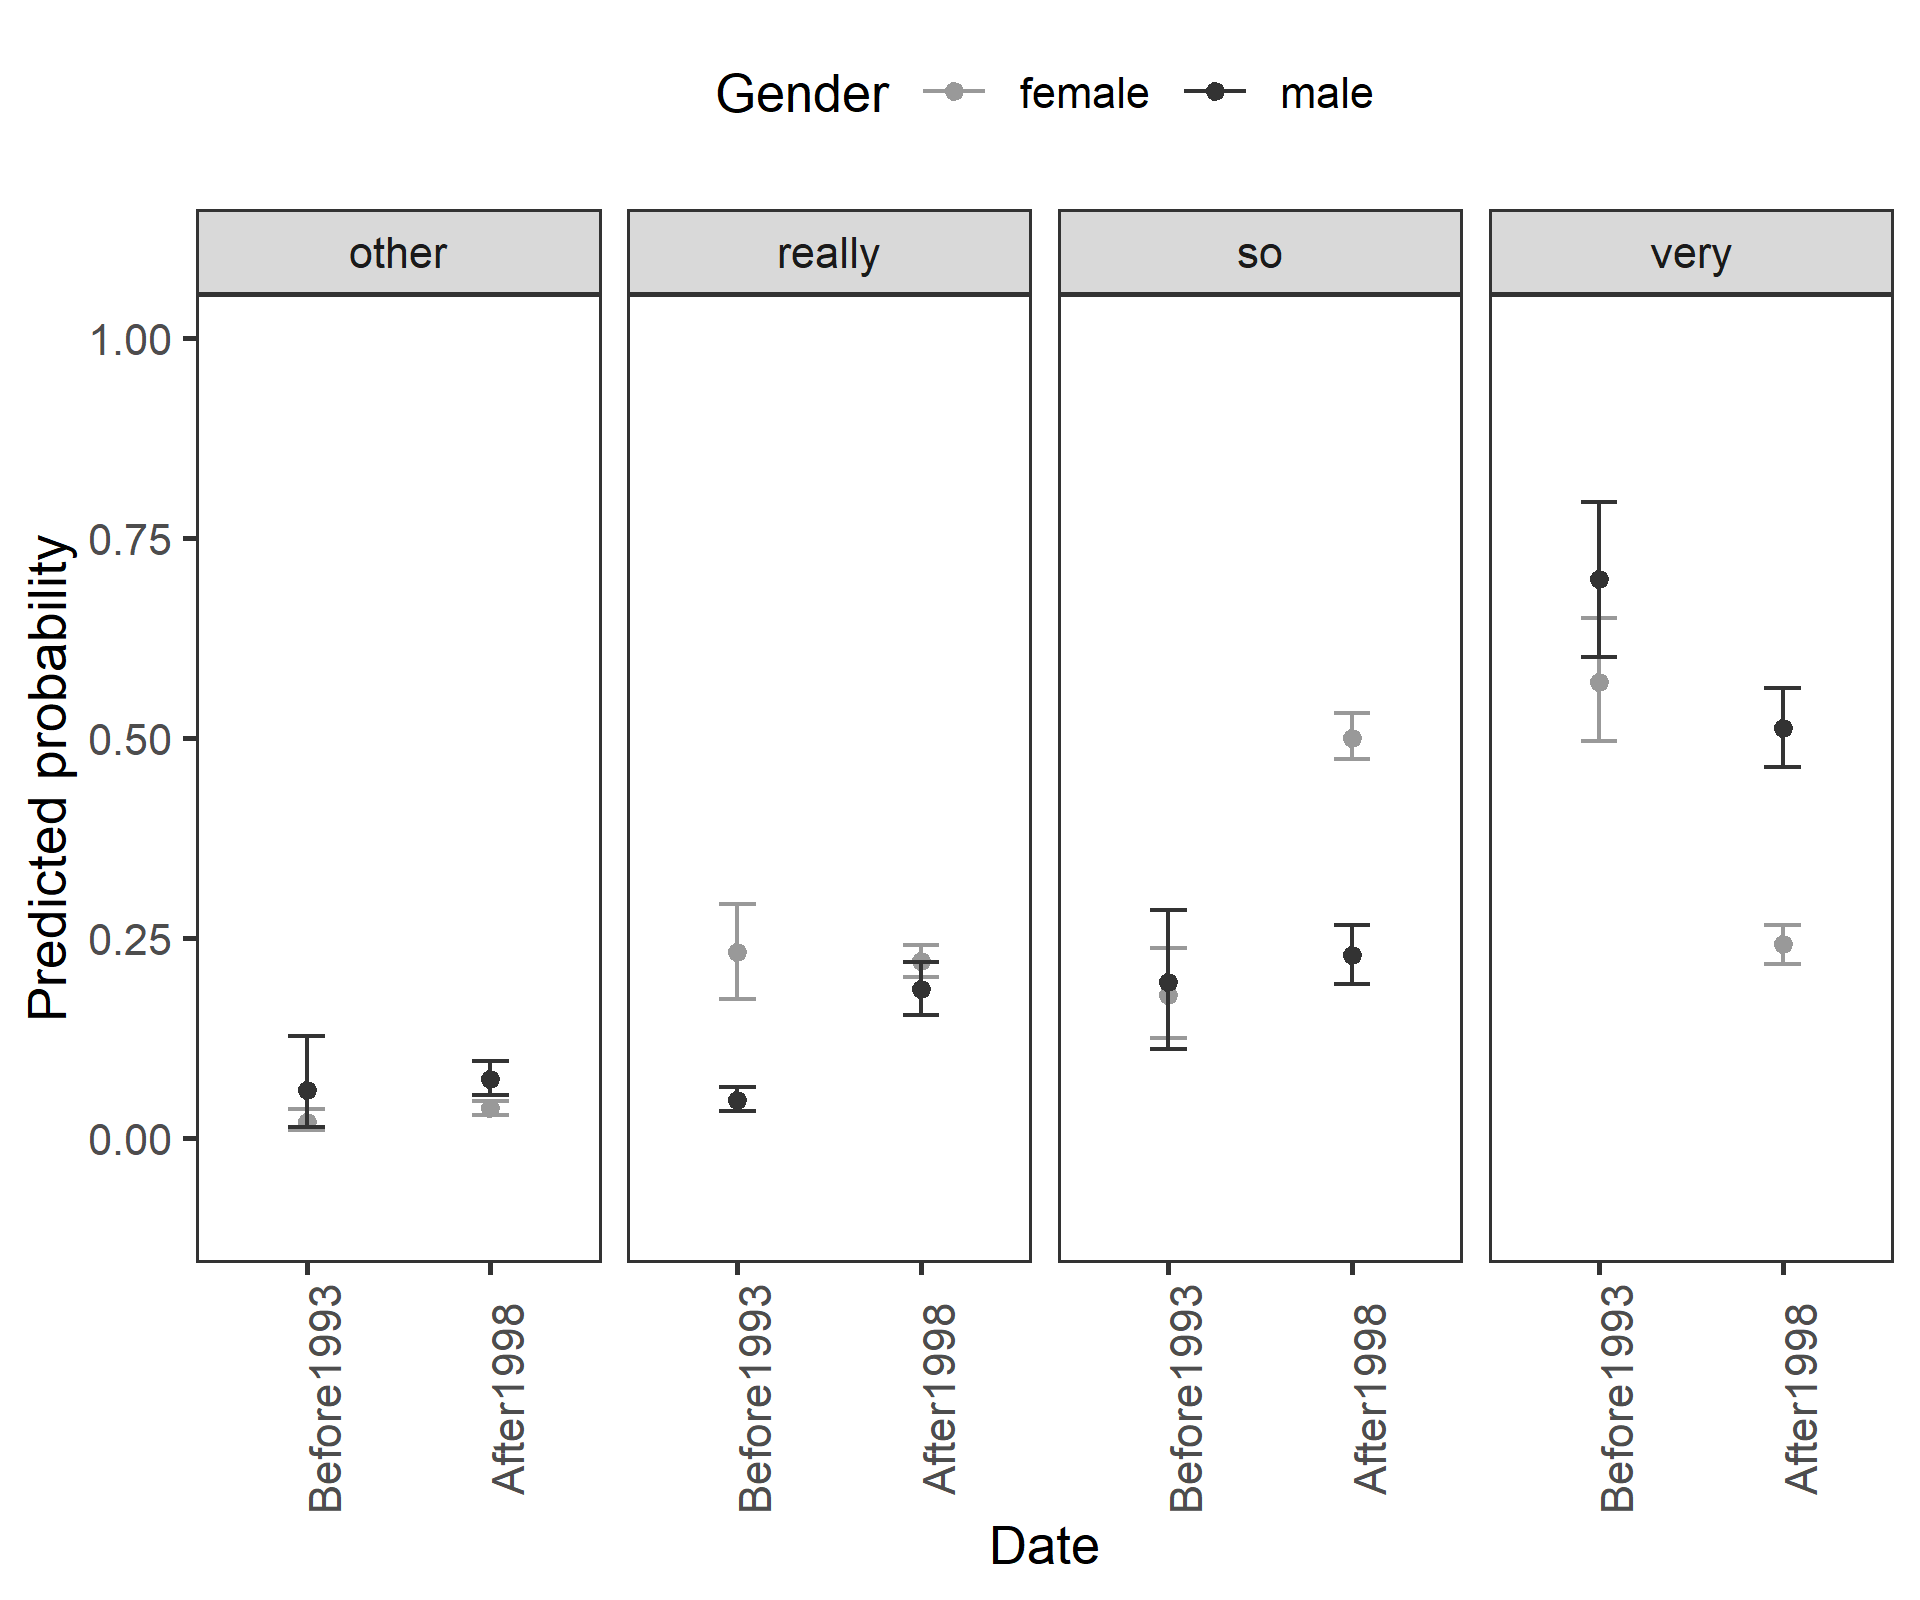 Gender female male
other really so very
1.00
0.75
0.50
0.25
0.00
Predicted probability
Before1993 After1998 Before1993 After1998 Before1993 After1998 Before1993 After1998
Date